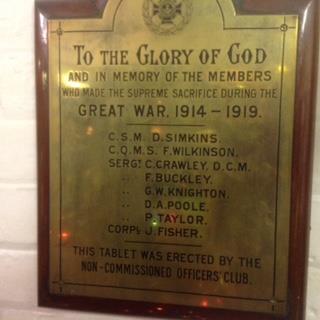 TO THE GLORY OF GOD
AND IN MEMORY OF THE MEMBERS
WHO MADE THE SUPREME SACRIFICE DURING THE
GREAT WAR, 1914-1919.
C.S.M. D.SIMKINS.
C.Q.M.S. F.WILKINSON.
SERGT C.CRAWLEY, D.C.M.
,, F.BUCKLEY.
,, G.W.KNIGHTON.
,, D.A.POOLE.
,, P.TAYLOR.
CORPL J.FISHER.
THIS TABLET WAS ERECTED BY THE
NON-COMMISSIONED OFFICERS' CLUB.